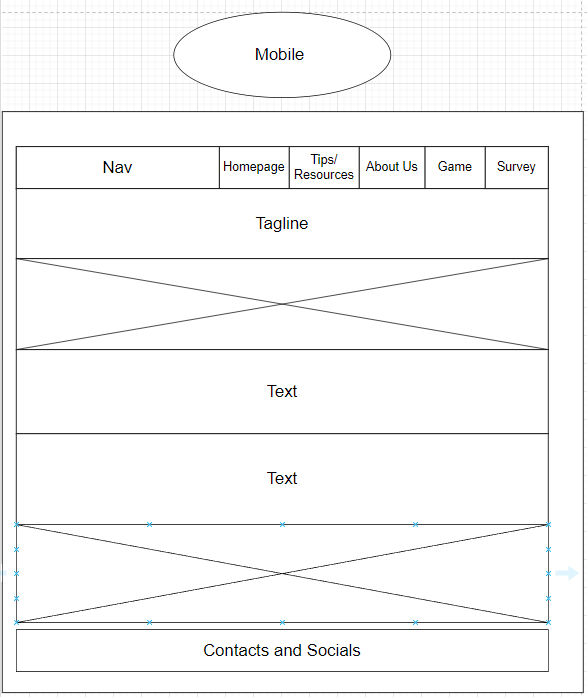 Mobile
Nav
Homepage
Tips/
Resources
About Us
Game
Survey
Tagline
Text
Text
Contacts and Socials